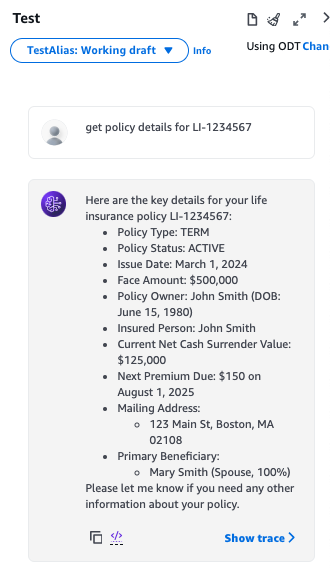 Test
TestAlias: Working draft
Info
Using ODT Chan
get policy details for LI-1234567
Here are the key details for your life
insurance policy LI-1234567:
• Policy Type: TERM
• Policy Status: ACTIVE
• Issue Date: March 1, 2024
• Face Amount: $500,000
• Policy Owner: John Smith (DOB:
June 15, 1980)
• Insured Person: John Smith
• Current Net Cash Surrender Value:
$125,000
• Next Premium Due: $150 on
August 1, 2025
• Mailing Address:
◦ 123 Main St, Boston, MA
02108
• Primary Beneficiary:
◦ Mary Smith (Spouse, 100%)
Please let me know if you need any other
information about your policy.
</> Show trace